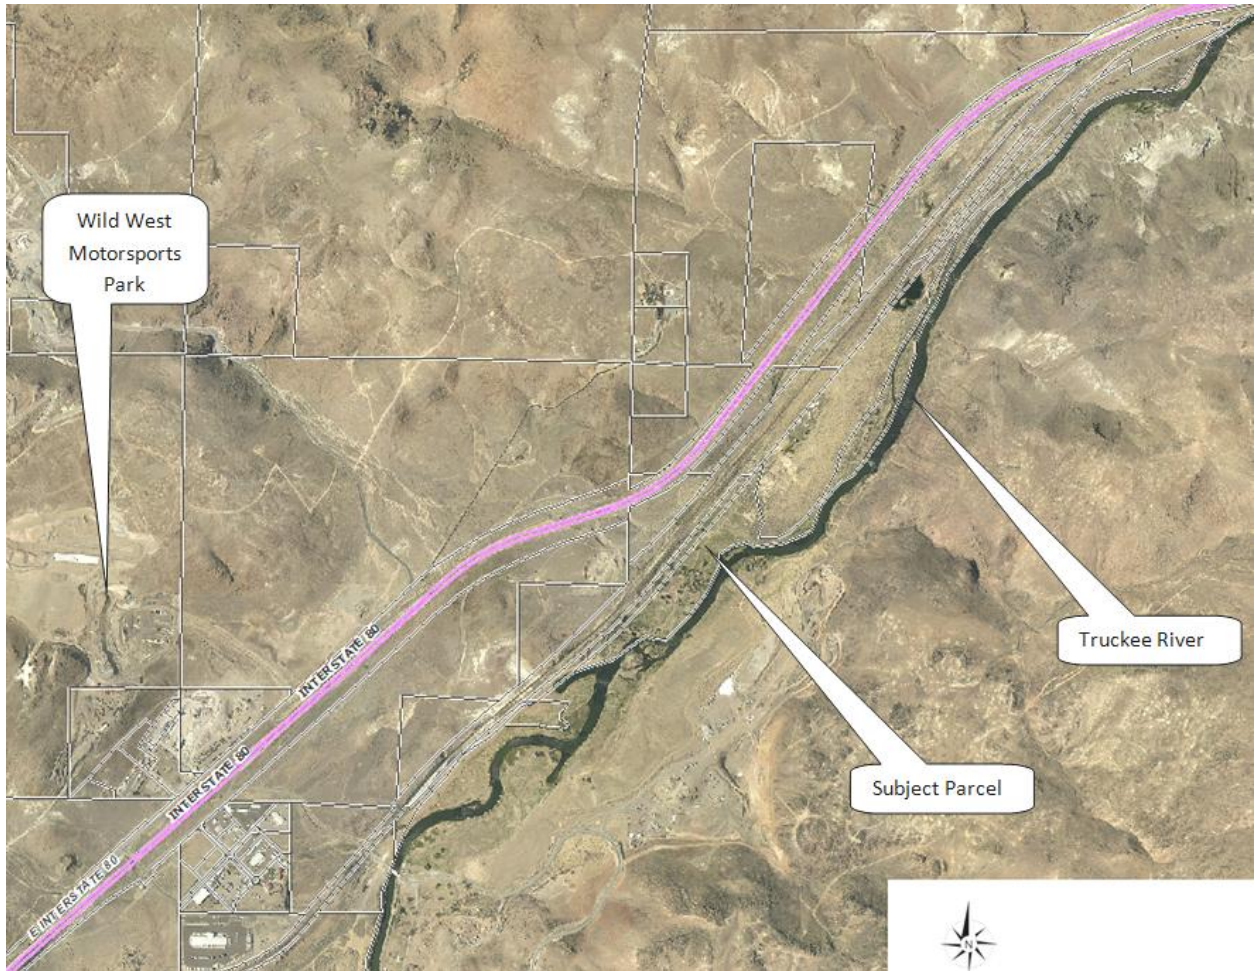 Wild West
Motorsports
Park
Truckee River
INTERSTATE 80
INTERSTATE 80
Subject Parcel
E INTERSTATE 80
N